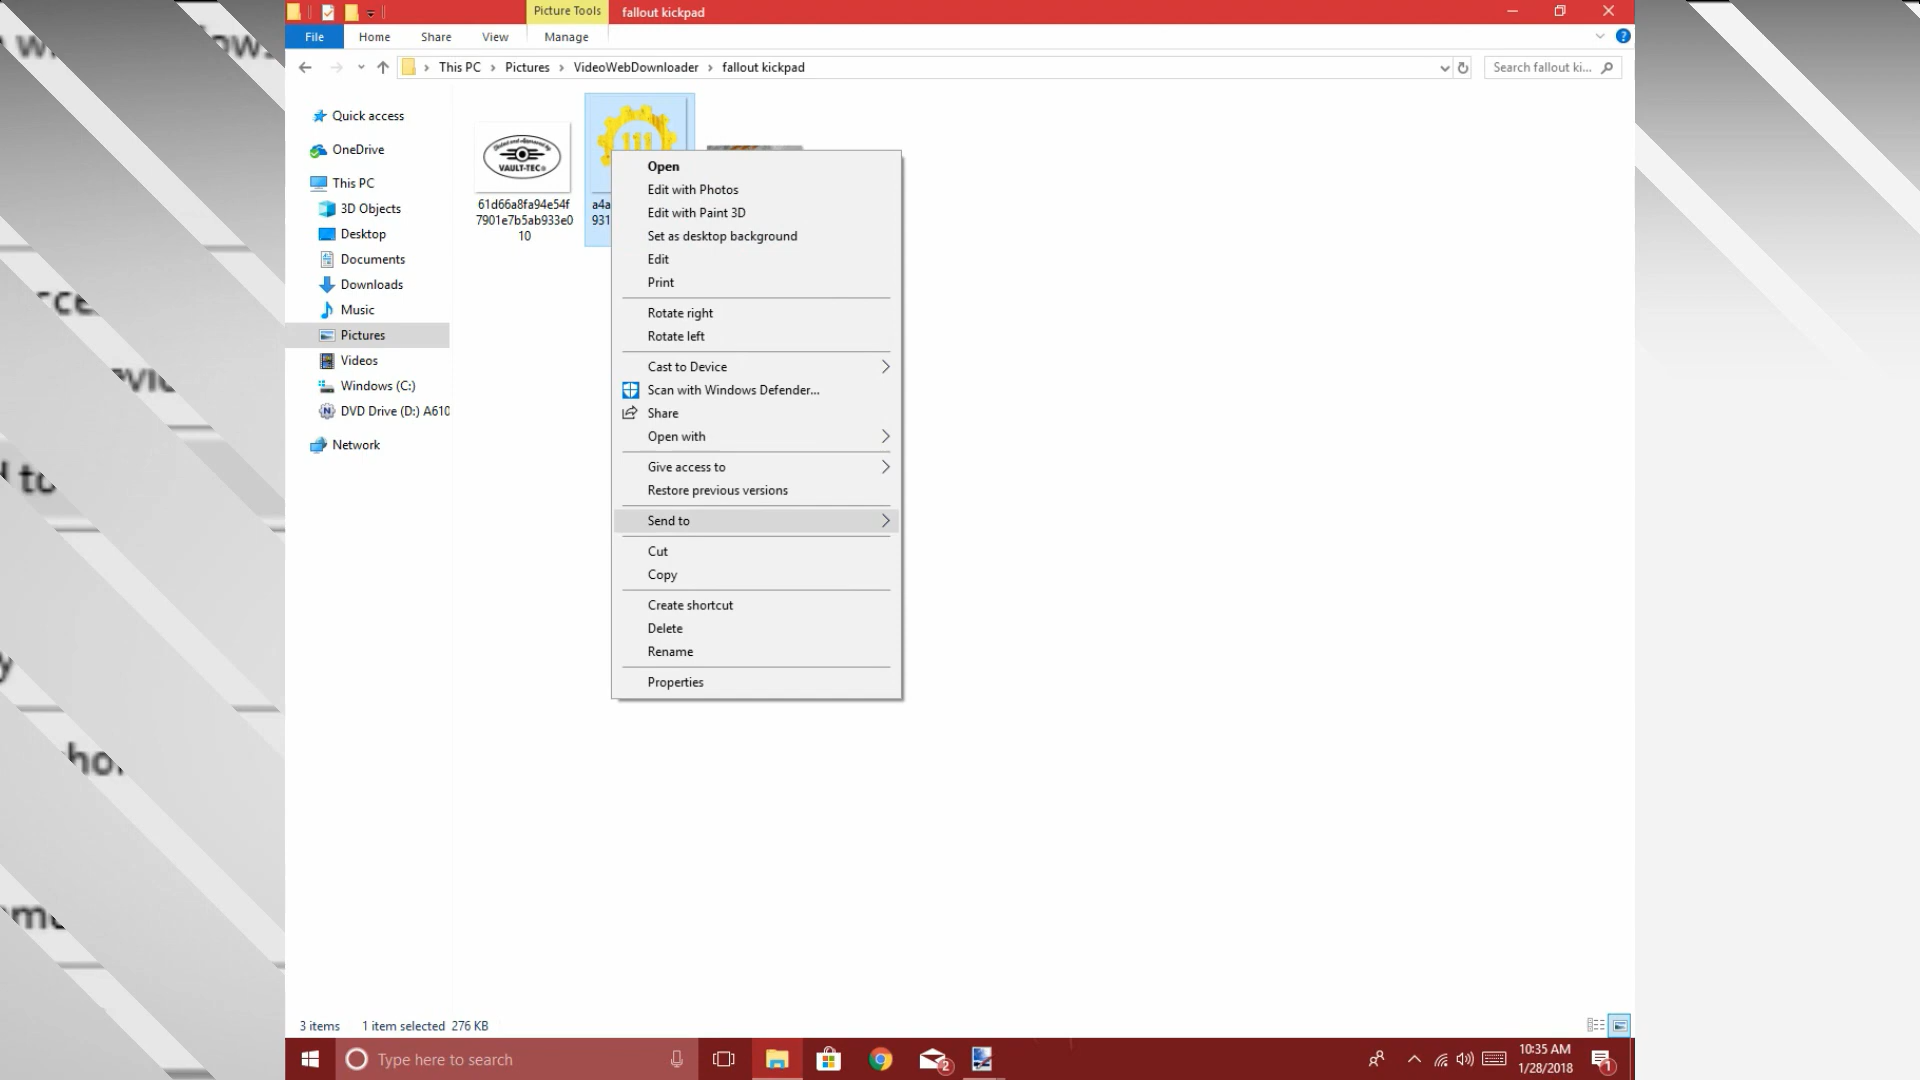 Picture Tools
fallout kickpad
File
Home
Share
View
Manage
This PC
Pictures
VideoWebDownloader
fallout kickpad
Search fallout ki...
Quick access
OneDrive
This PC
3D Objects
Desktop
Documents
Downloads
Music
Pictures
Videos
Windows (C:)
DVD Drive (D:) A610
Network
VAULT-TEC
61d66a8fa94e54f
7901e7b5ab933e0
10
111
a4a
931
Open
Edit with Photos
Edit with Paint 3D
Set as desktop background
Edit
Print
Rotate right
Rotate left
Cast to Device
Scan with Windows Defender...
Share
Open with
Give access to
Restore previous versions
Send to
Cut
Copy
Create shortcut
Delete
Rename
Properties
3 items
1 item selected 276 KB
Type here to search
2
10:35 AM
1/28/2018
1